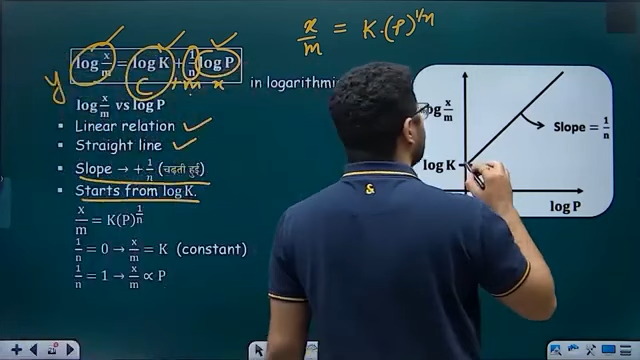 x/m = K·(P)^1/n
log x/m = log K + 1/n log P
y C + m x
in logarithmi
log x/m vs log P
▪ Linear relation ✓
▪ Straight line ✓
▪ Slope → + 1/n (चढ़ती हुई)
▪ Starts from log K.
x/m = K(P)^1/n
1/n = 0 → x/m = K (constant)
1/n = 1 → x/m ∝ P
og x/m
Slope = 1/n
log K
log P